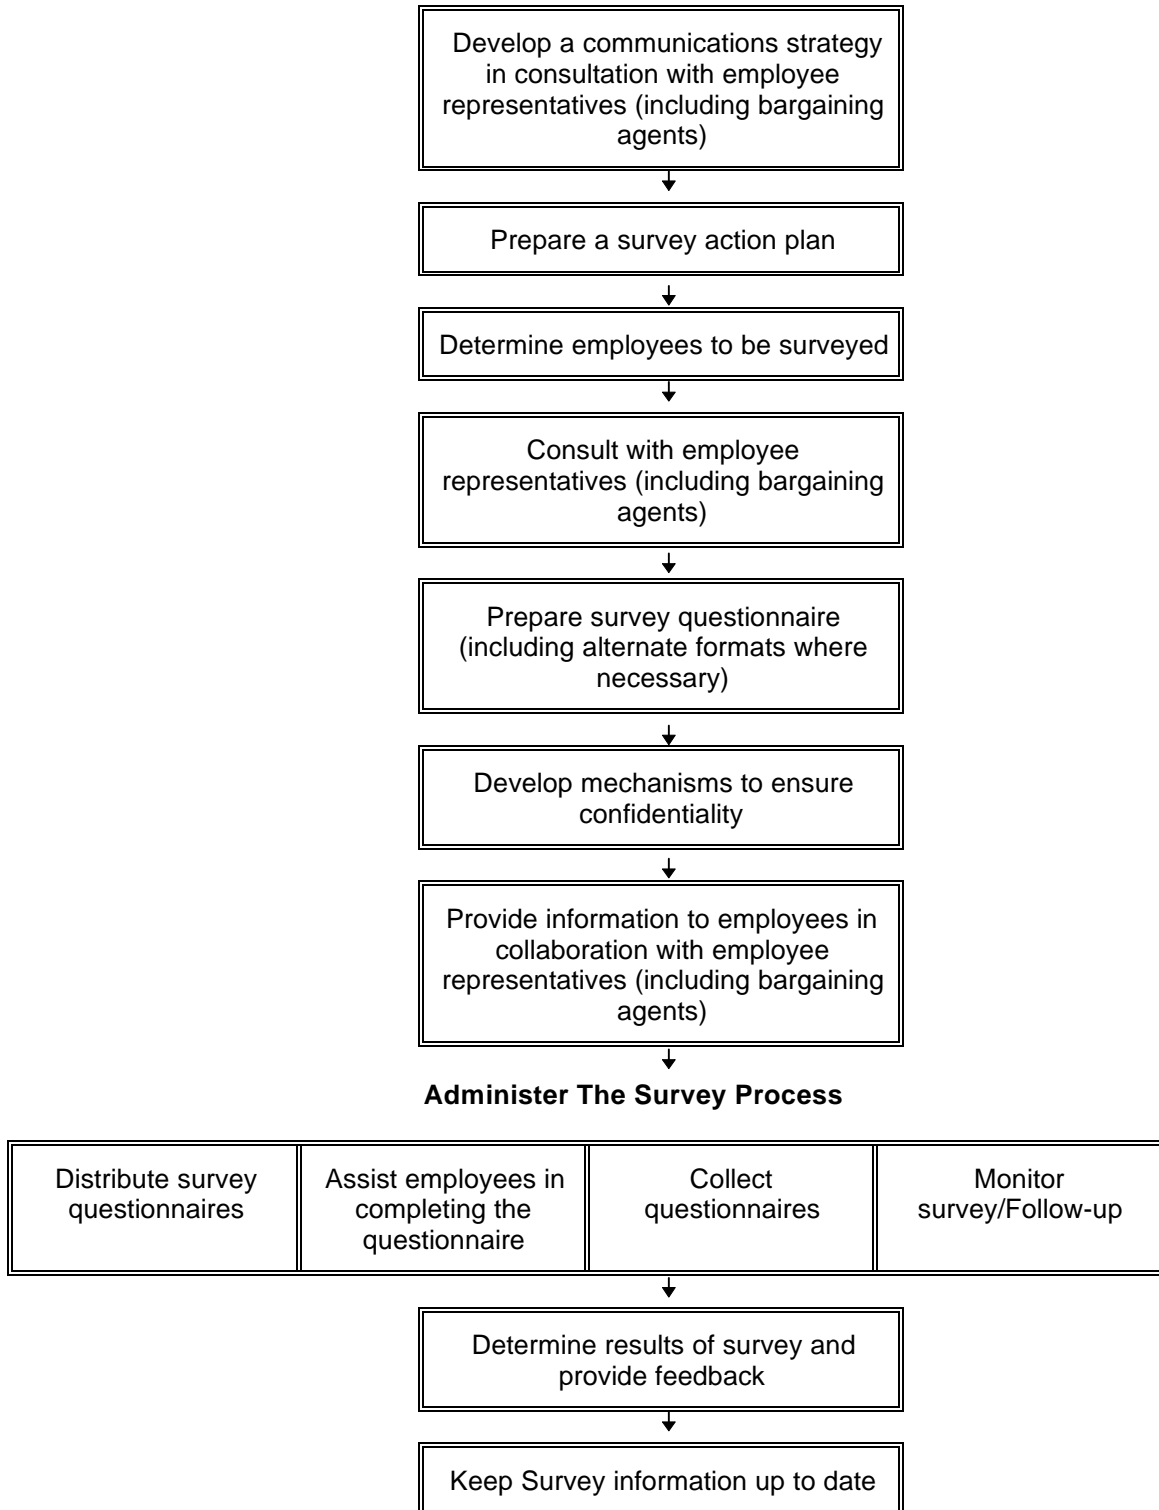 Develop a communications strategy
in consultation with employee
representatives (including bargaining
agents)
Prepare a survey action plan
Determine employees to be surveyed
Consult with employee
representatives (including bargaining
agents)
Prepare survey questionnaire
(including alternate formats where
necessary)
Develop mechanisms to ensure
confidentiality
Provide information to employees in
collaboration with employee
representatives (including bargaining
agents)
Administer The Survey Process
Distribute survey
questionnaires
Assist employees in
completing the
questionnaire
Collect
questionnaires
Monitor
survey/Follow-up
Determine results of survey and
provide feedback
Keep Survey information up to date